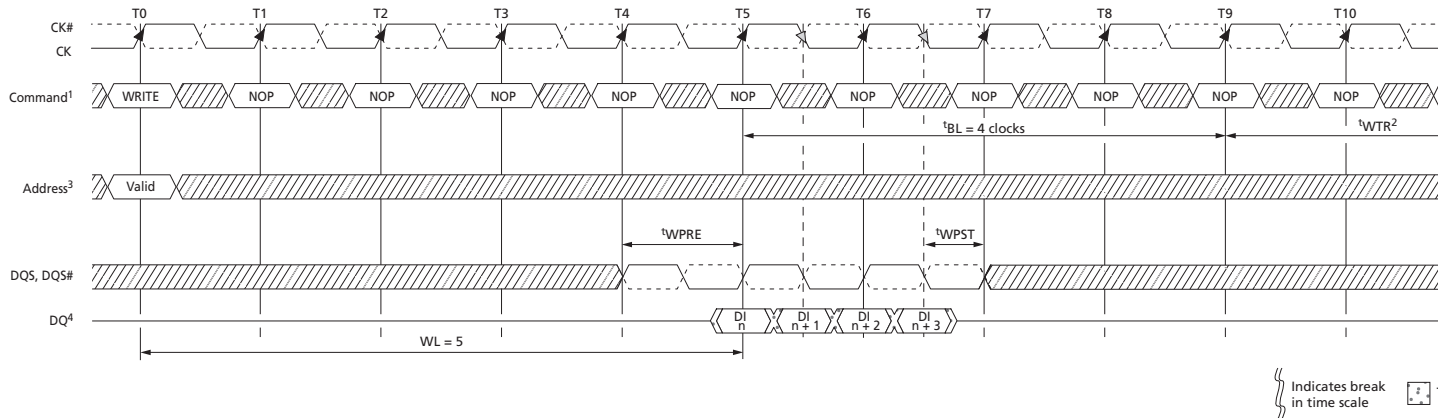 T0 T1 T2 T3 T4 T5 T6 T7 T8 T9 T10
CK#
CK
Command1 WRITE NOP NOP NOP NOP NOP NOP NOP NOP NOP NOP
tBL = 4 clocks tWTR2
Address3 Valid
tWPRE tWPST
DQS, DQS#
DQ4 DI n DI n + 1 DI n + 2 DI n + 3
WL = 5
Indicates break
in time scale